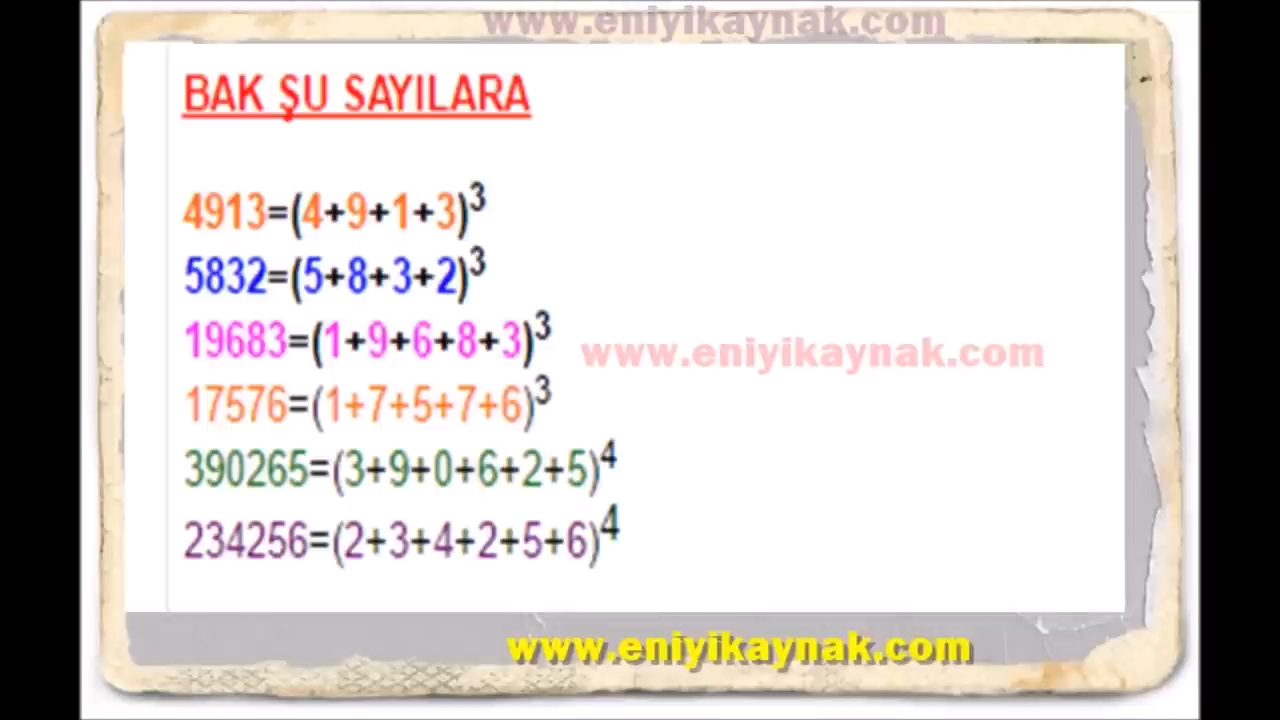 www.eniyikaynak.com
BAK ŞU SAYILARA
4913=(4+9+1+3)³
5832=(5+8+3+2)³
19683=(1+9+6+8+3)³
www.eniyikaynak.com
17576=(1+7+5+7+6)³
390265=(3+9+0+6+2+5)⁴
234256=(2+3+4+2+5+6)⁴
www.eniyikaynak.com